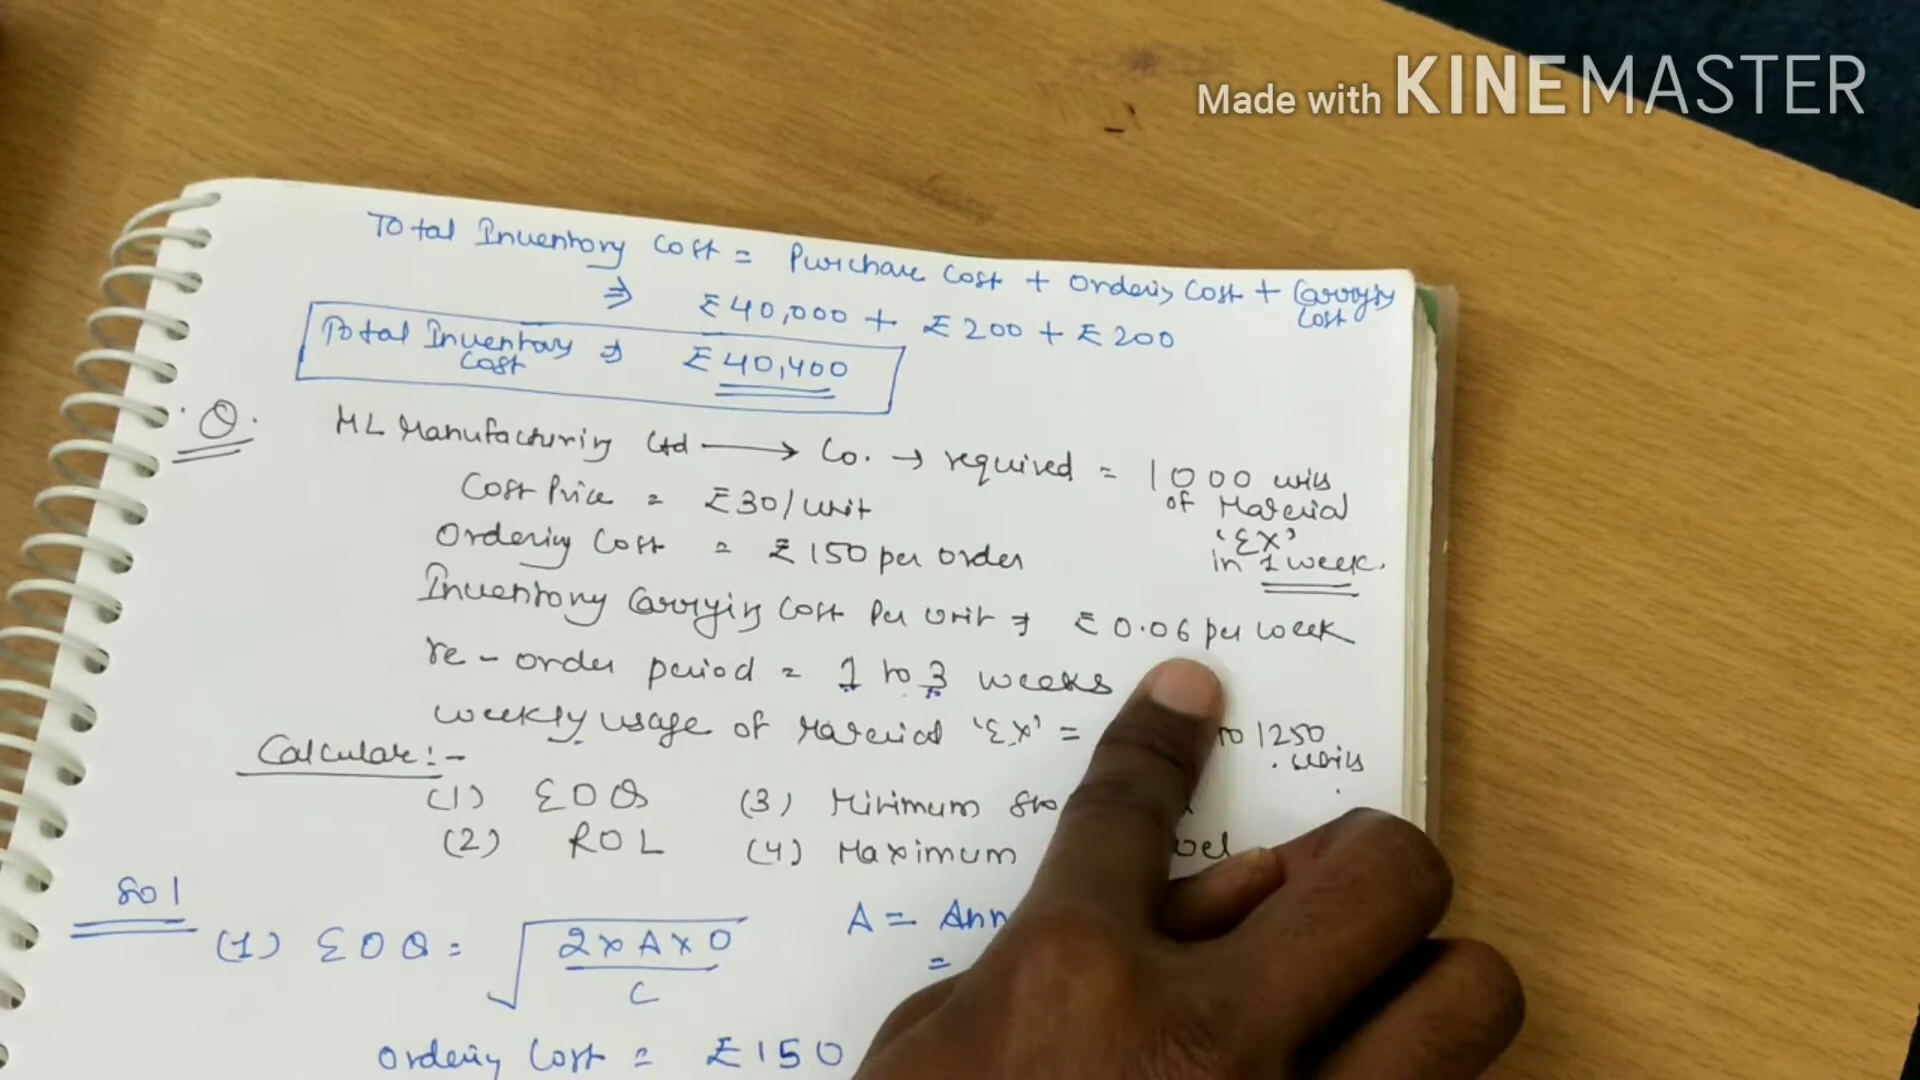 Made with KINEMASTER
Total Inventory Cost = Purchase Cost + Ordering Cost + Carrying Cost
⇒ ₹40,000 + ₹200 + ₹200
Total Inventory Cost ⇒ ₹40,400
Q. ML Manufacturing Ltd → Co. → required = 1000 units of Material 'EX' in 1 week.
Cost Price = ₹30/unit
Ordering Cost = ₹150 per order
Inventory Carrying Cost Per Unit ⇒ ₹0.06 per week
re-order period = 1 to 3 weeks
weekly usage of Material 'EX' = to 1250 units
Calculate:-
(1) EOQ (3) Minimum
(2) ROL (4) Maximum
Sol
(1) EOQ = √ 2×A×O / C A =
=
Ordering Cost = ₹150